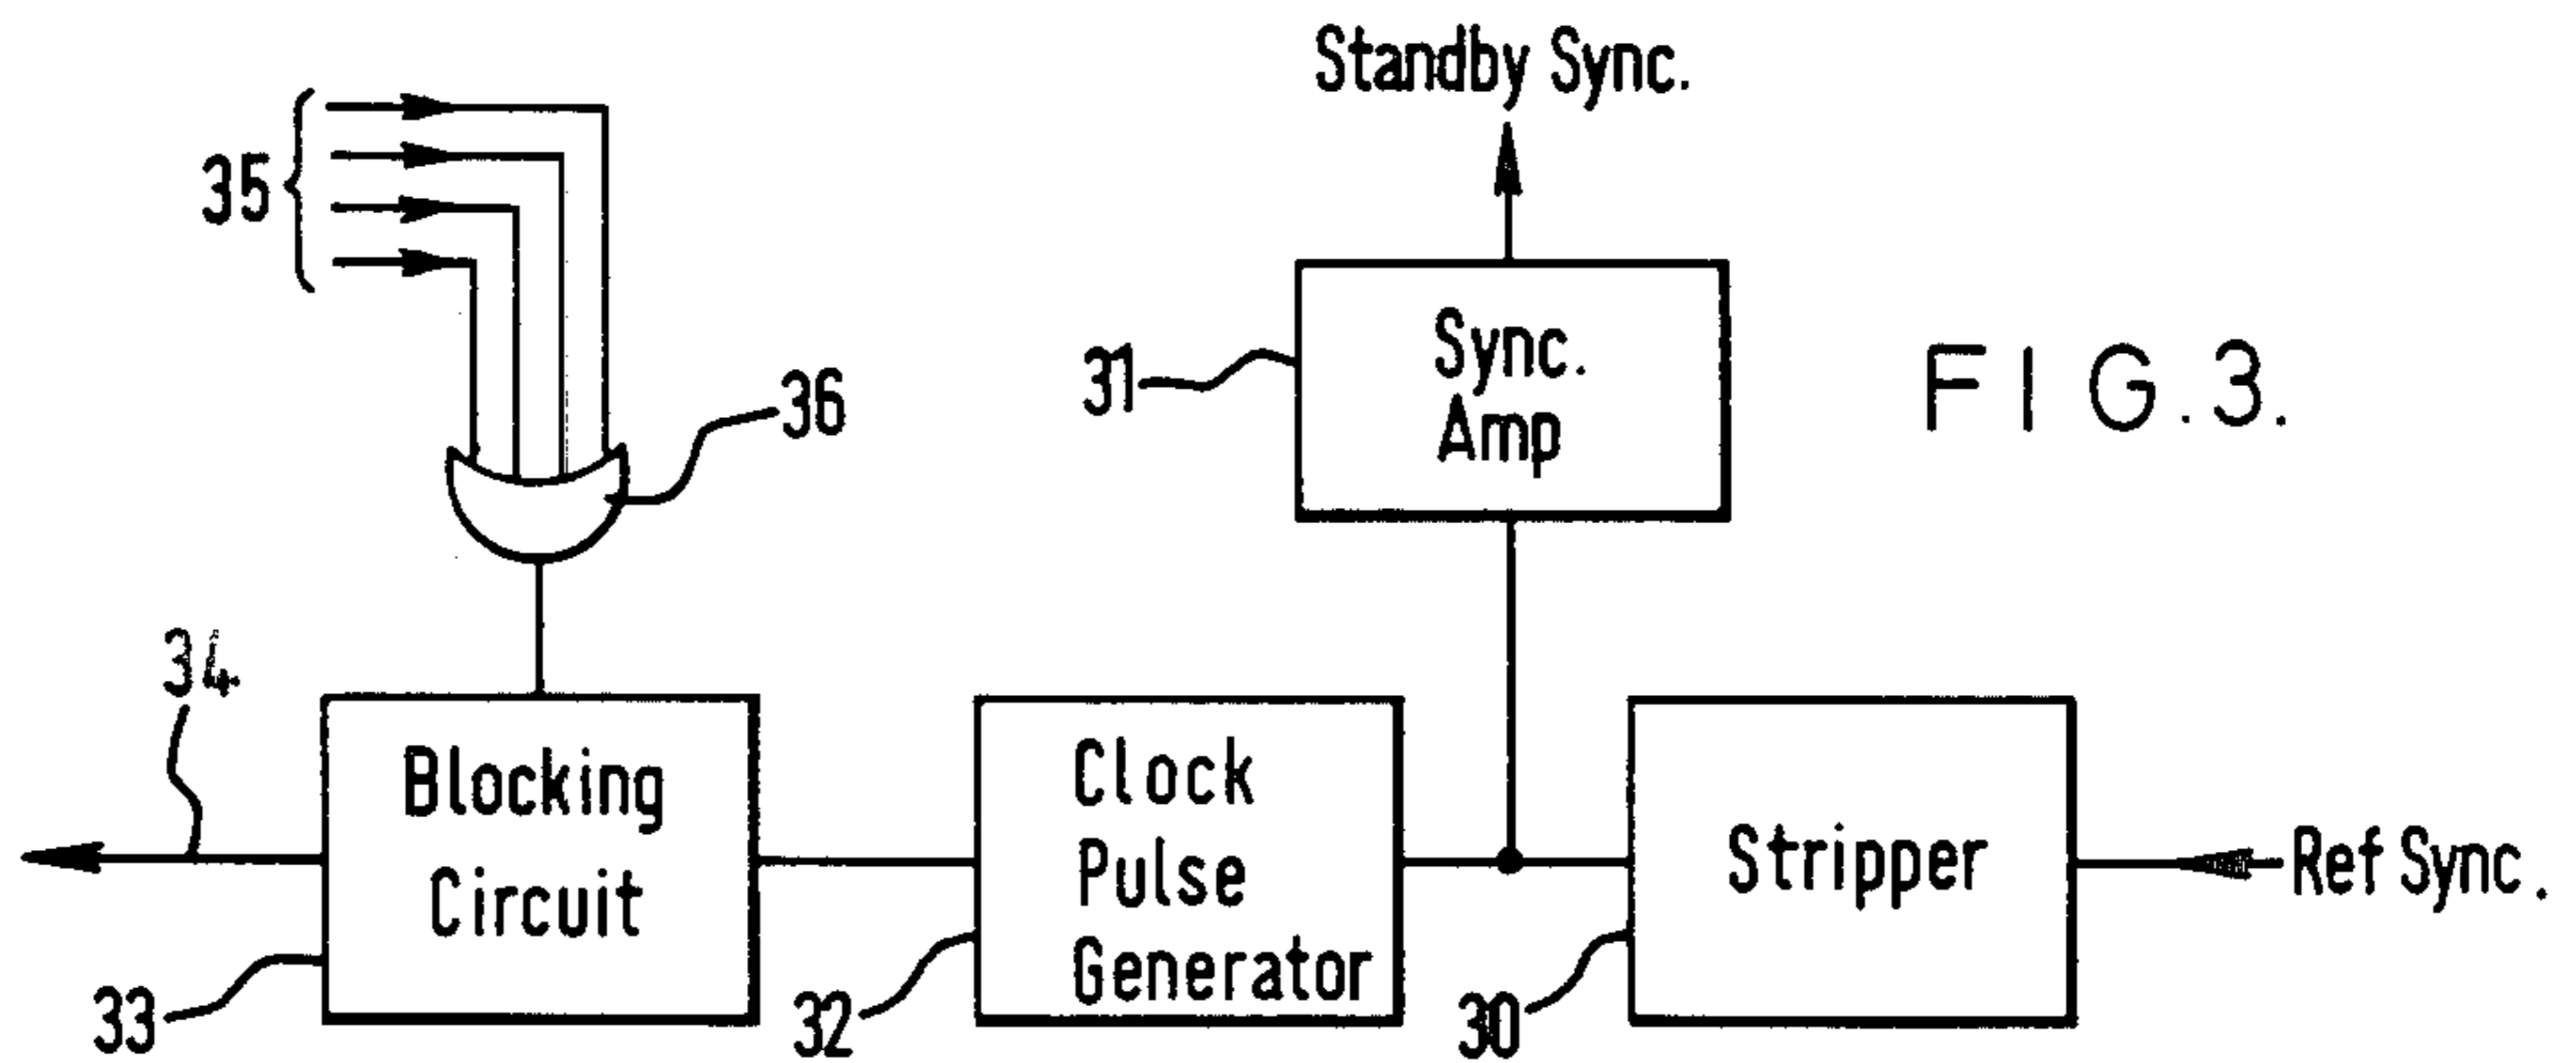 Standby Sync.
35
36
31
Sync.
Amp
FIG.3.
34
Blocking
Circuit
33
Clock
Pulse
Generator
32
Stripper
30
Ref Sync.